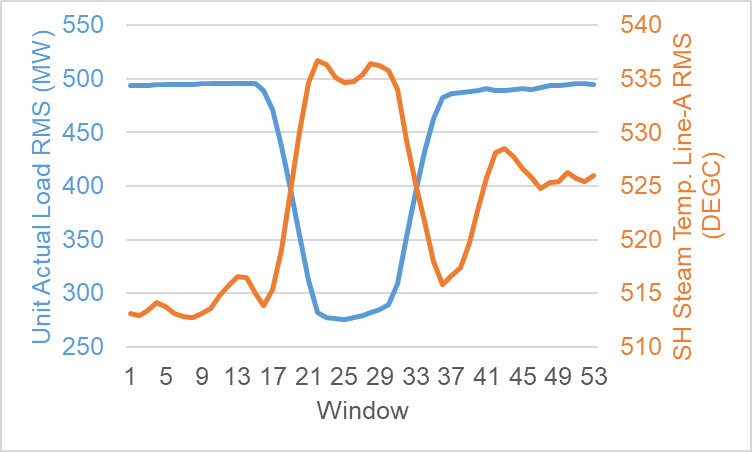 Unit Actual Load RMS (MW)
550
500
450
400
350
300
250
540
535
530
525
520
515
510
SH Steam Temp. Line-A RMS
(DEGC)
1 5 9 13 17 21 25 29 33 37 41 45 49 53
Window